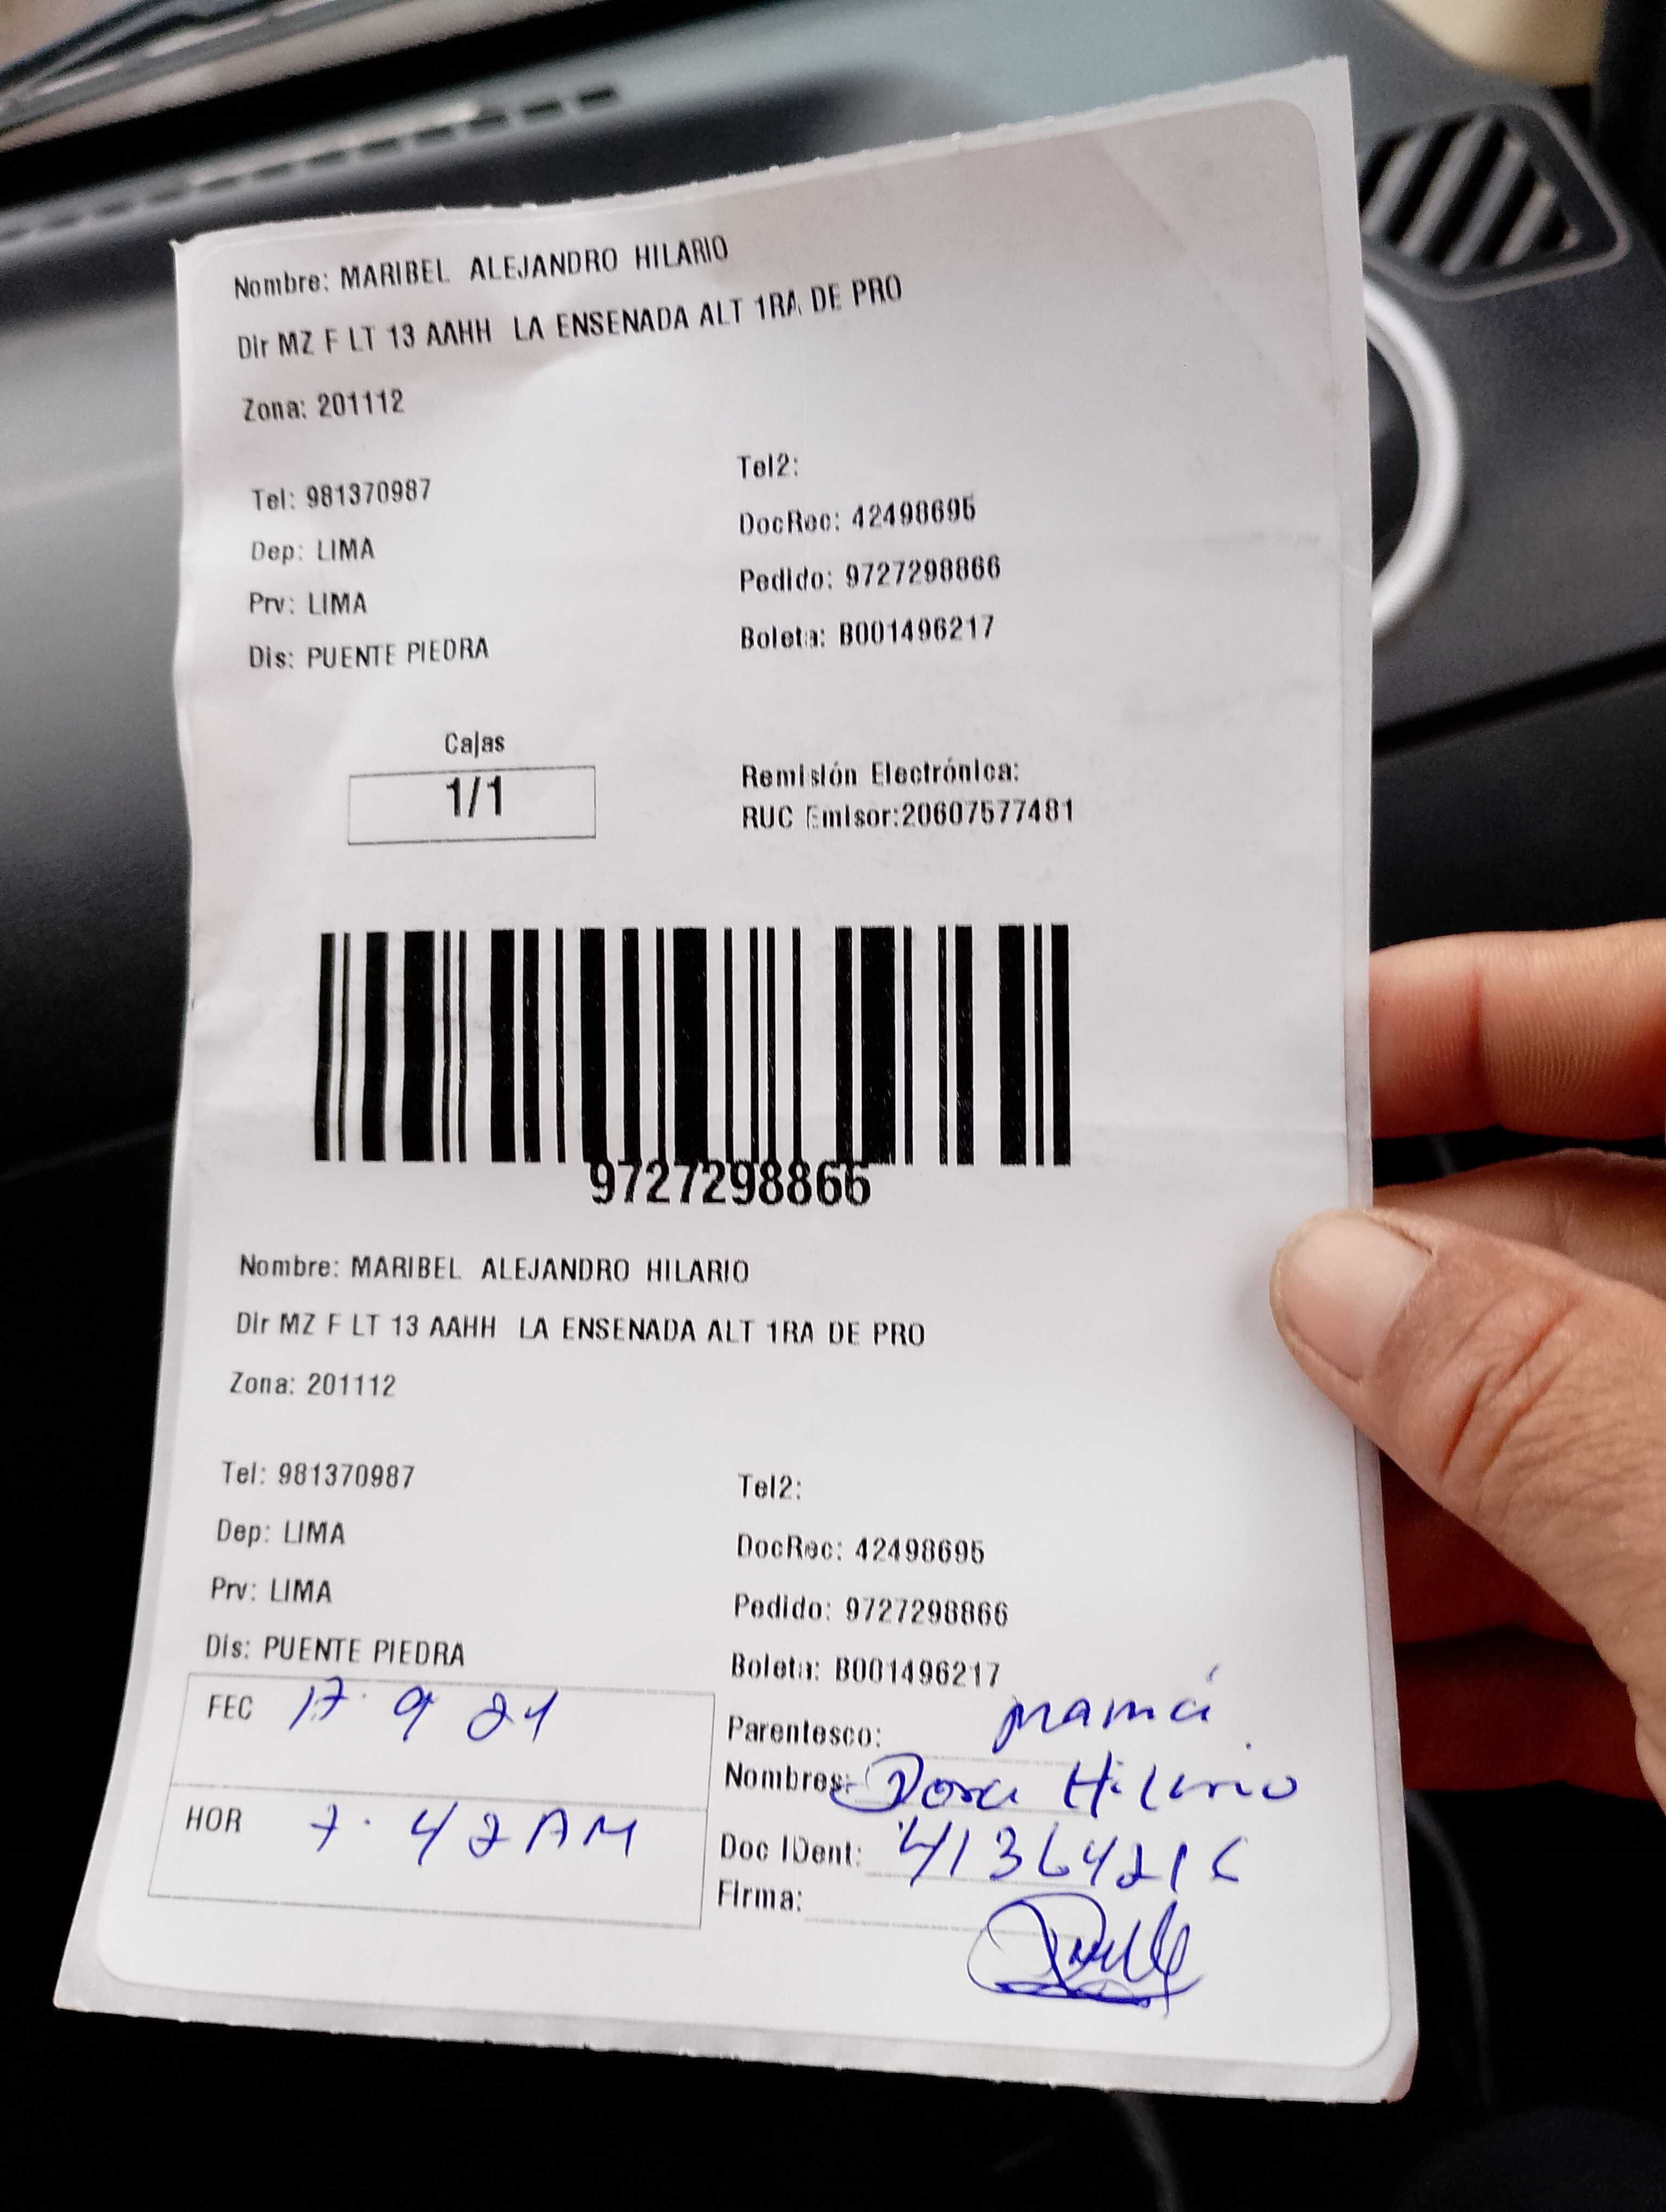 Nombre: MARIBEL ALEJANDRO HILARIO
Dir MZ F LT 13 AAHH LA ENSENADA ALT 1RA DE PRO
Zona: 201112
Tel: 981370987
Tel2:
Dep: LIMA
DocRec: 42498695
Prv: LIMA
Pedido: 9727298866
Dis: PUENTE PIEDRA
Boleta: B001496217
Cajas
1/1
Remisión Electrónica:
RUC Emisor:20607577481
9727298866
Nombre: MARIBEL ALEJANDRO HILARIO
Dir MZ F LT 13 AAHH LA ENSENADA ALT 1RA DE PRO
Zona: 201112
Tel: 981370987
Tel2:
Dep: LIMA
DocRec: 42498695
Prv: LIMA
Pedido: 9727298866
Dis: PUENTE PIEDRA
Boleta: B001496217
FEC 17 9 21
Parentesco: mamá
Nombres: Dora Hilario
HOR 7. 42 AM
Doc IDent: 41364216
Firma: